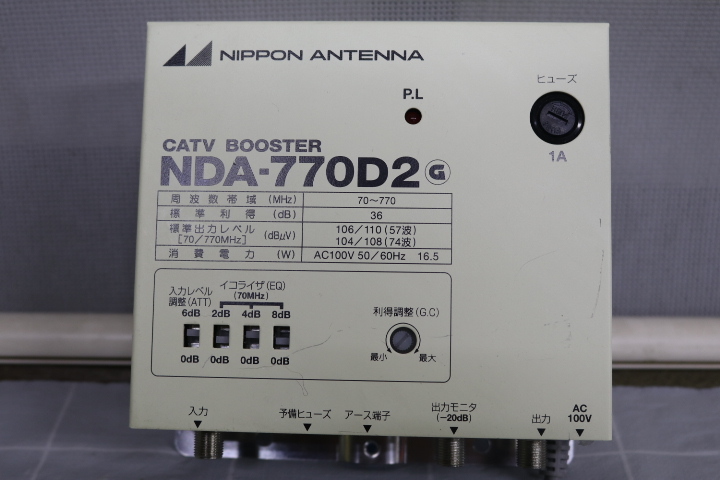 NIPPON ANTENNA
P.L
ヒューズ
1A
CATV BOOSTER
NDA-770D2 G
周波数帯域 (MHz) 70～770
標準利得 (dB) 36
標準出力レベル [70/770MHz] (dBμV) 106/110 (57波)
104/108 (74波)
消費電力 (W) AC100V 50/60Hz 16.5
入力レベル調整(ATT)
イコライザ(EQ)
(70MHz)
6dB 2dB 4dB 8dB
0dB 0dB 0dB 0dB
利得調整(G.C)
最小 最大
入力
予備ヒューズ
アース端子
出力モニタ
(−20dB)
出力
AC
100V